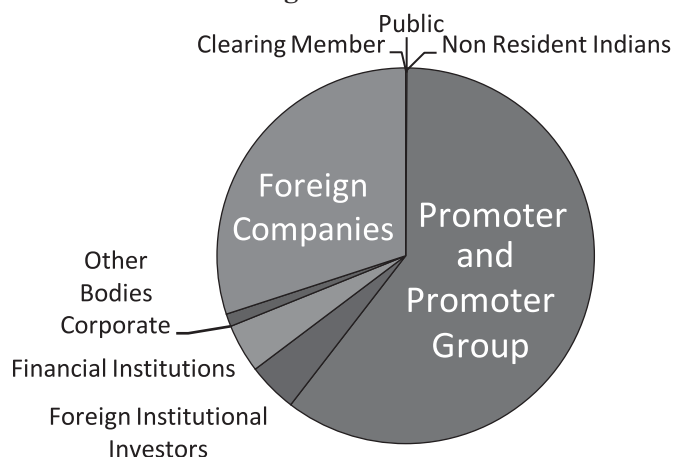 Public
Clearing Member
Non Resident Indians
Foreign
Companies
Promoter
and
Promoter
Group
Other
Bodies
Corporate
Financial Institutions
Foreign Institutional
Investors